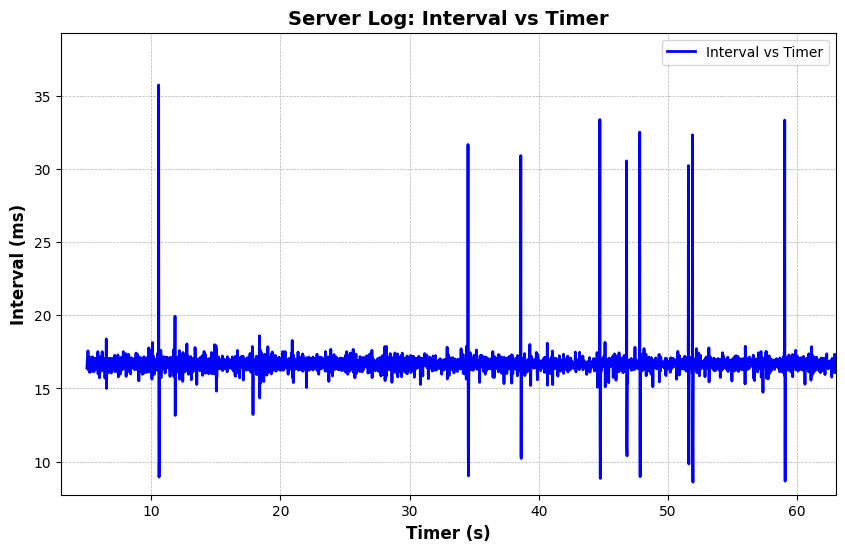 Server Log: Interval vs Timer
Interval vs Timer
35
30
25
20
15
10
Interval (ms)
10 20 30 40 50 60
Timer (s)